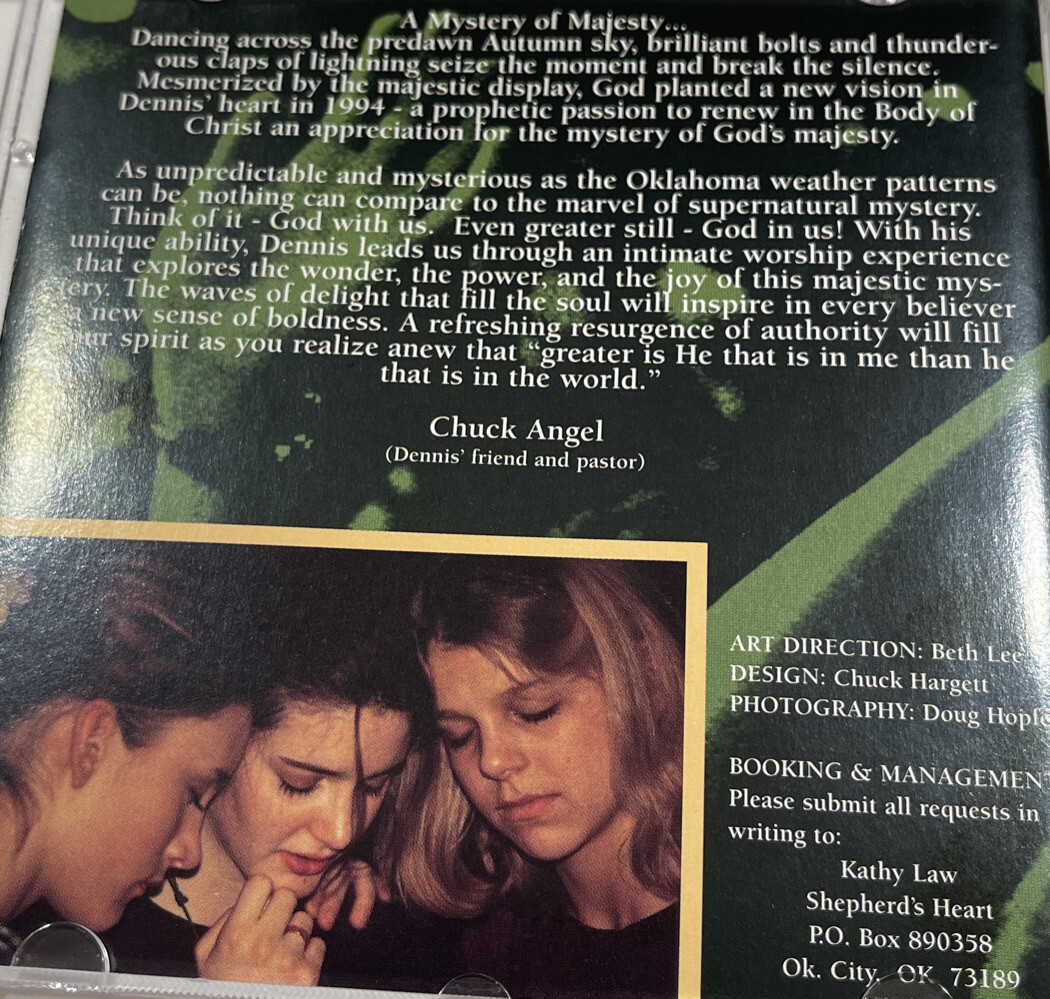 A Mystery of Majesty...
Dancing across the predawn Autumn sky, brilliant bolts and thunder-
ous claps of lightning seize the moment and break the silence.
Mesmerized by the majestic display, God planted a new vision in
Dennis' heart in 1994 - a prophetic passion to renew in the Body of
Christ an appreciation for the mystery of God's majesty.
As unpredictable and mysterious as the Oklahoma weather patterns
can be, nothing can compare to the marvel of supernatural mystery.
Think of it - God with us. Even greater still - God in us! With his
unique ability, Dennis leads us through an intimate worship experience
that explores the wonder, the power, and the joy of this majestic mys-
tery. The waves of delight that fill the soul will inspire in every believer
a new sense of boldness. A refreshing resurgence of authority will fill
spirit as you realize anew that “greater is He that is in me than he
that is in the world.”
Chuck Angel
(Dennis' friend and pastor)
ART DIRECTION: Beth Lee
DESIGN: Chuck Hargett
PHOTOGRAPHY: Doug
BOOKING & MANAGEMEN
Please submit all requests in
writing to:
Kathy Law
Shepherd's Heart
P.O. Box 890358
Ok. City, OK 73189